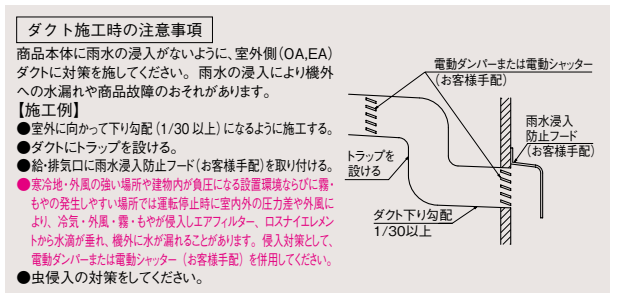 ダクト施工時の注意事項
商品本体に雨水の浸入がないように、室外側(OA,EA)
ダクトに対策を施してください。雨水の浸入により機外
への水漏れや商品故障のおそれがあります。
【施工例】
●室外に向かって下り勾配(1/30以上)になるように施工する。
●ダクトにトラップを設ける。
●給・排気口に雨水浸入防止フード(お客様手配)を取り付ける。
●寒冷地・外風の強い場所や建物内が負圧になる設置環境ならびに霧・
もやの発生しやすい場所では運転停止時に室内外の圧力差や外風に
より、冷気・外風・霧・もやが侵入しエアフィルター、ロスナイエレメン
トから水滴が垂れ、機外に水が漏れることがあります。侵入対策として、
電動ダンパーまたは電動シャッター(お客様手配)を併用してください。
●虫侵入の対策をしてください。
電動ダンパーまたは電動シャッター
(お客様手配)
雨水浸入
防止フード
(お客様手配)
トラップを
設ける
ダクト下り勾配
1/30以上